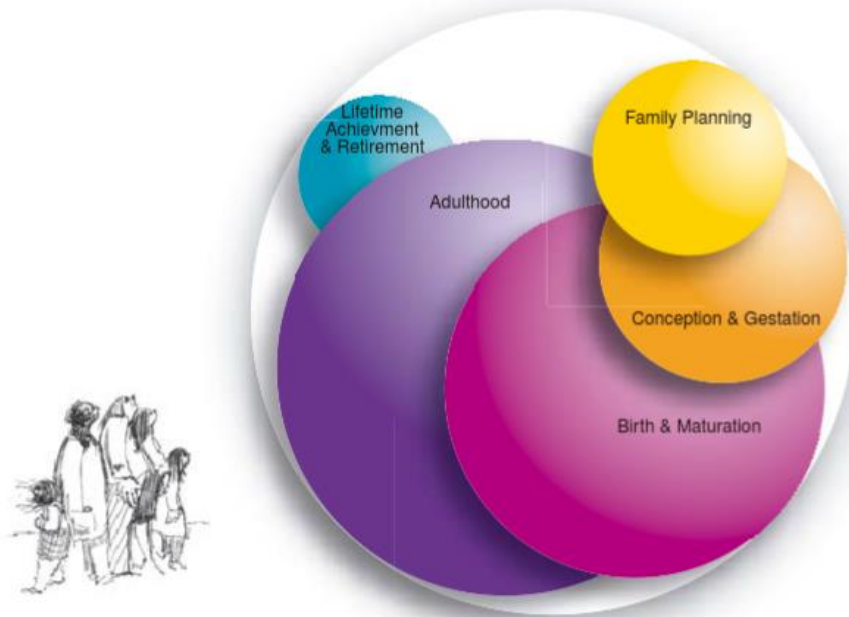 Lifetime
Achievment
& Retirement
Family Planning
Adulthood
Conception & Gestation
Birth & Maturation